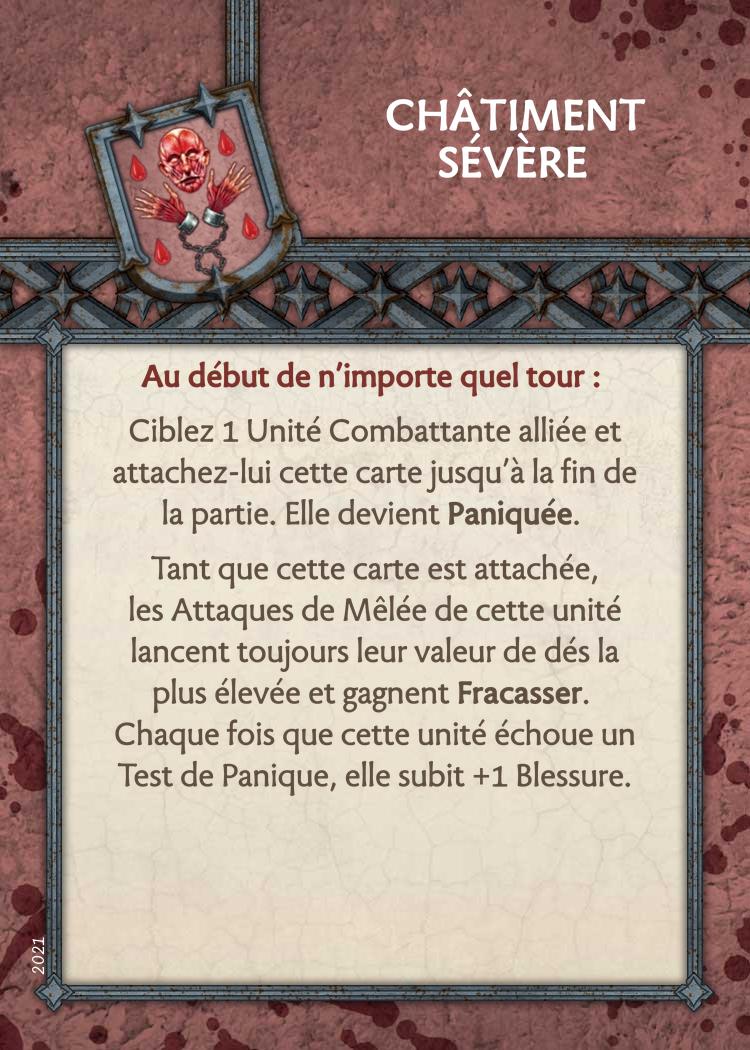 CHÂTIMENT
SÉVÈRE
Au début de n’importe quel tour :
Ciblez 1 Unité Combattante alliée et
attachez-lui cette carte jusqu’à la fin de
la partie. Elle devient Paniquée.
Tant que cette carte est attachée,
les Attaques de Mêlée de cette unité
lancent toujours leur valeur de dés la
plus élevée et gagnent Fracasser.
Chaque fois que cette unité échoue un
Test de Panique, elle subit +1 Blessure.
2021